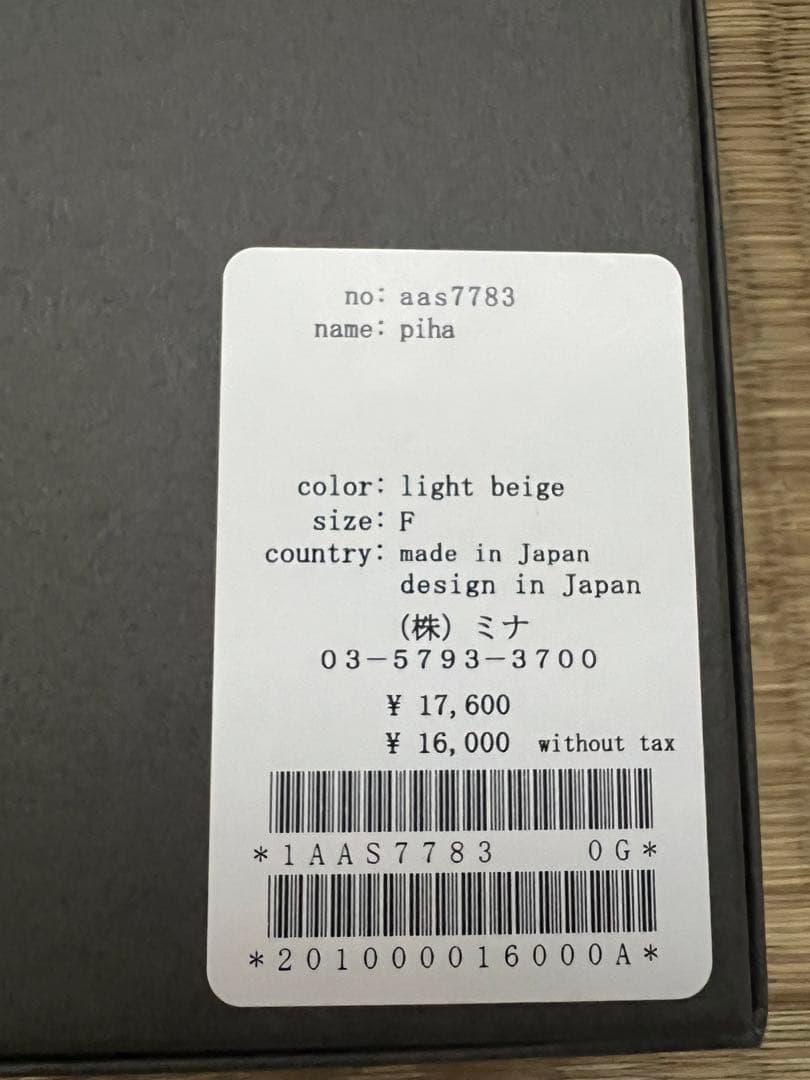 no: aas7783
name: piha
color: light beige
size: F
country: made in Japan
design in Japan
(株) ミナ
03-5793-3700
¥ 17,600
¥ 16,000 without tax
*1AAS7783 0G*
*201000016000A*